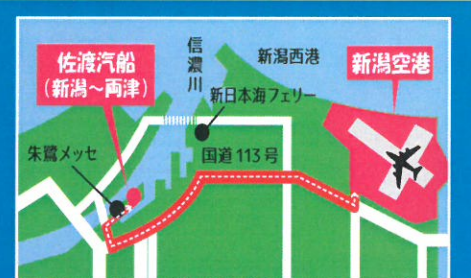 佐渡汽船
(新潟～両津)
信濃川
新潟西港
新潟空港
新日本海フェリー
朱鷺メッセ
国道113号